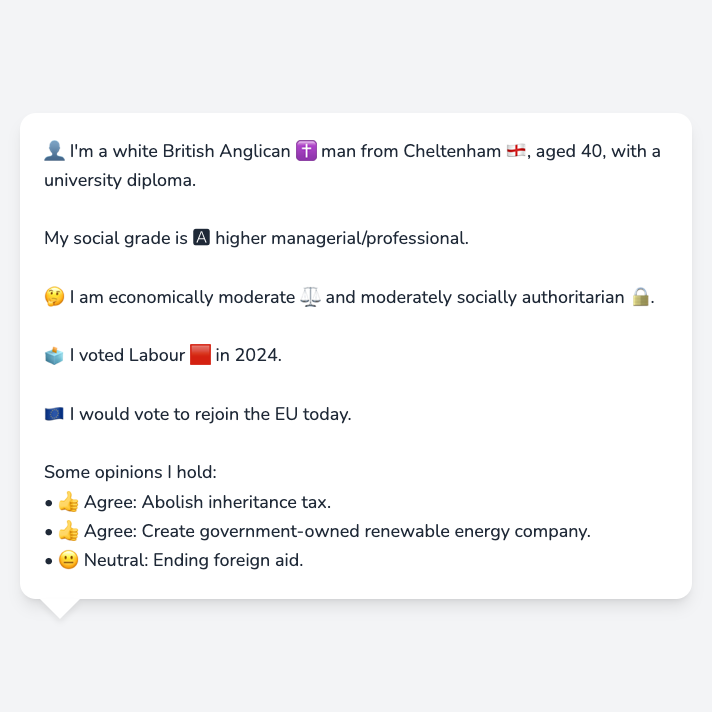 👤 I'm a white British Anglican ✝️ man from Cheltenham 🏴󠁧󠁢󠁥󠁮󠁧󠁿, aged 40, with a
university diploma.
My social grade is 🅰️ higher managerial/professional.
🤔 I am economically moderate ⚖️ and moderately socially authoritarian 🔒.
🗳️ I voted Labour 🟥 in 2024.
🇪🇺 I would vote to rejoin the EU today.
Some opinions I hold:
• 👍 Agree: Abolish inheritance tax.
• 👍 Agree: Create government-owned renewable energy company.
• 😐 Neutral: Ending foreign aid.